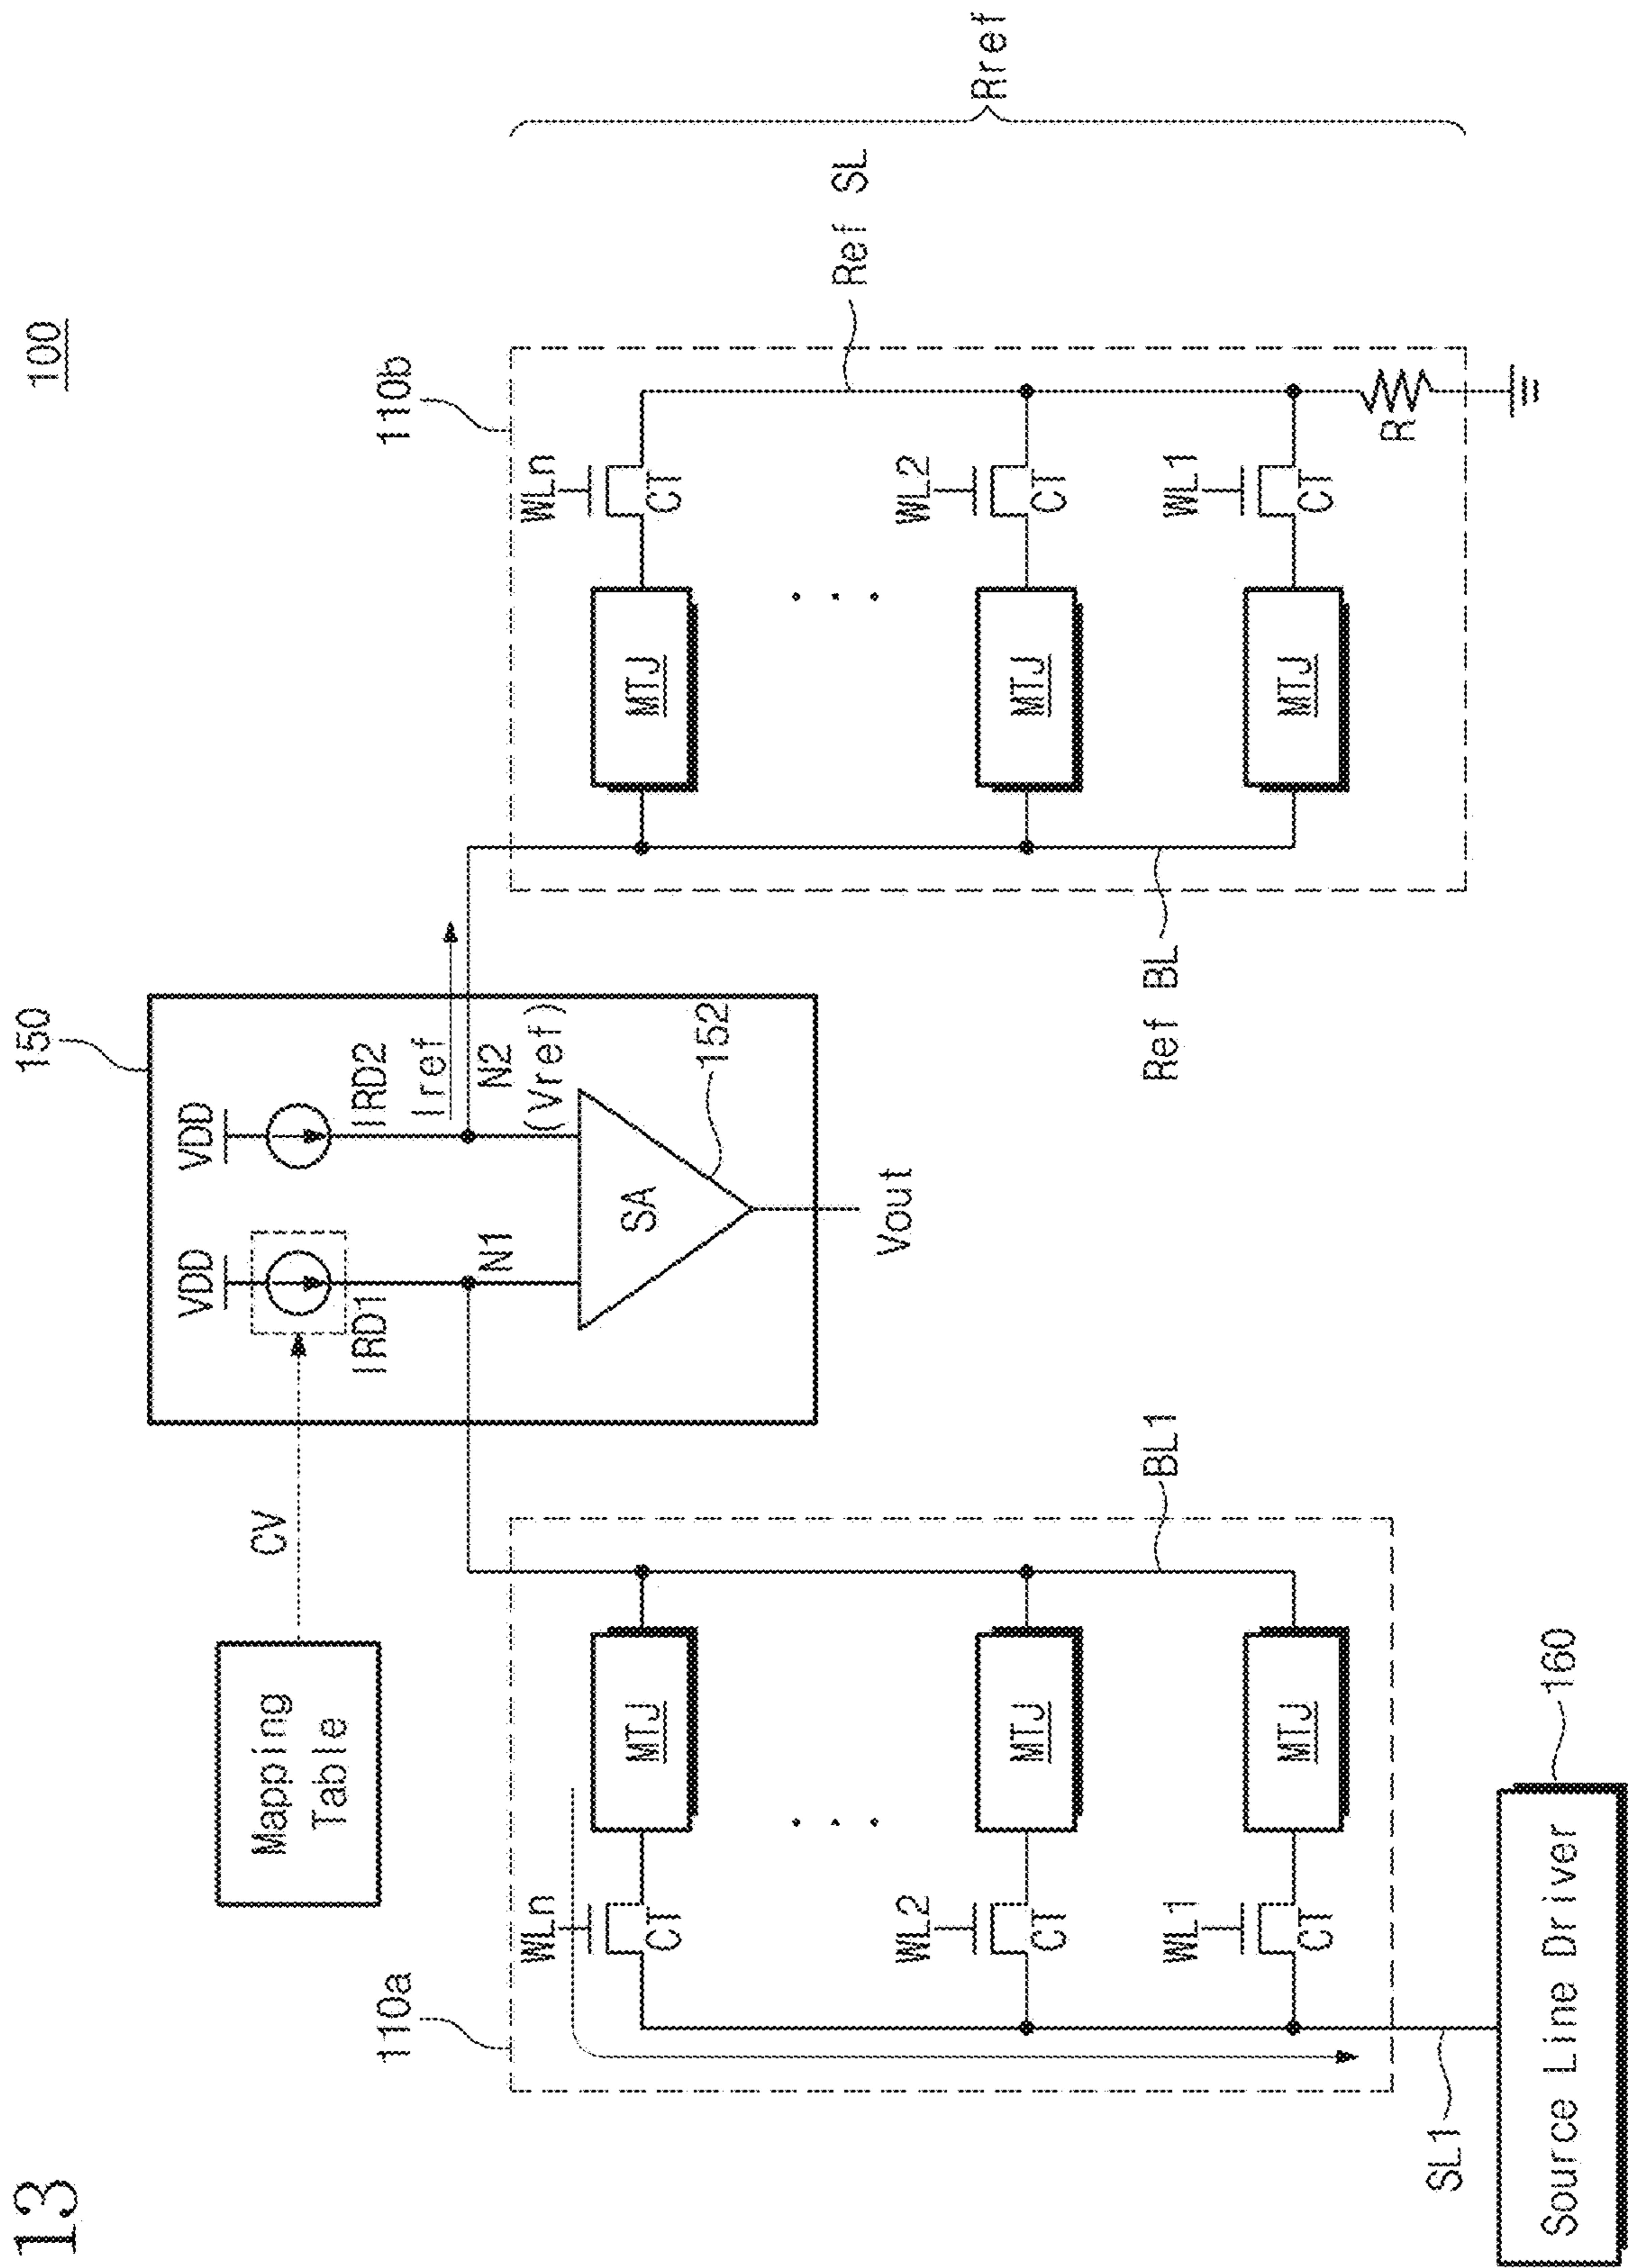 13
100
150
VDD
VDD
IRD1
IRD2
Iref
N1
N2
(Vref)
SA
152
Vout
Mapping
Table
CV
110a
WLn
CT
MTJ
WL2
CT
MTJ
WL1
CT
MTJ
BL1
SL1
Source Line Driver
160
110b
MTJ
WLn
CT
MTJ
WL2
CT
MTJ
WL1
CT
R
Ref BL
Ref SL
Rref